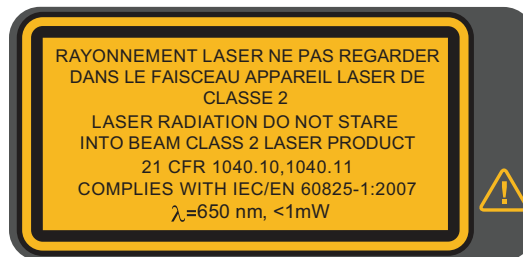 RAYONNEMENT LASER NE PAS REGARDER
DANS LE FAISCEAU APPAREIL LASER DE
CLASSE 2
LASER RADIATION DO NOT STARE
INTO BEAM CLASS 2 LASER PRODUCT
21 CFR 1040.10,1040.11
COMPLIES WITH IEC/EN 60825-1:2007
λ=650 nm, <1mW